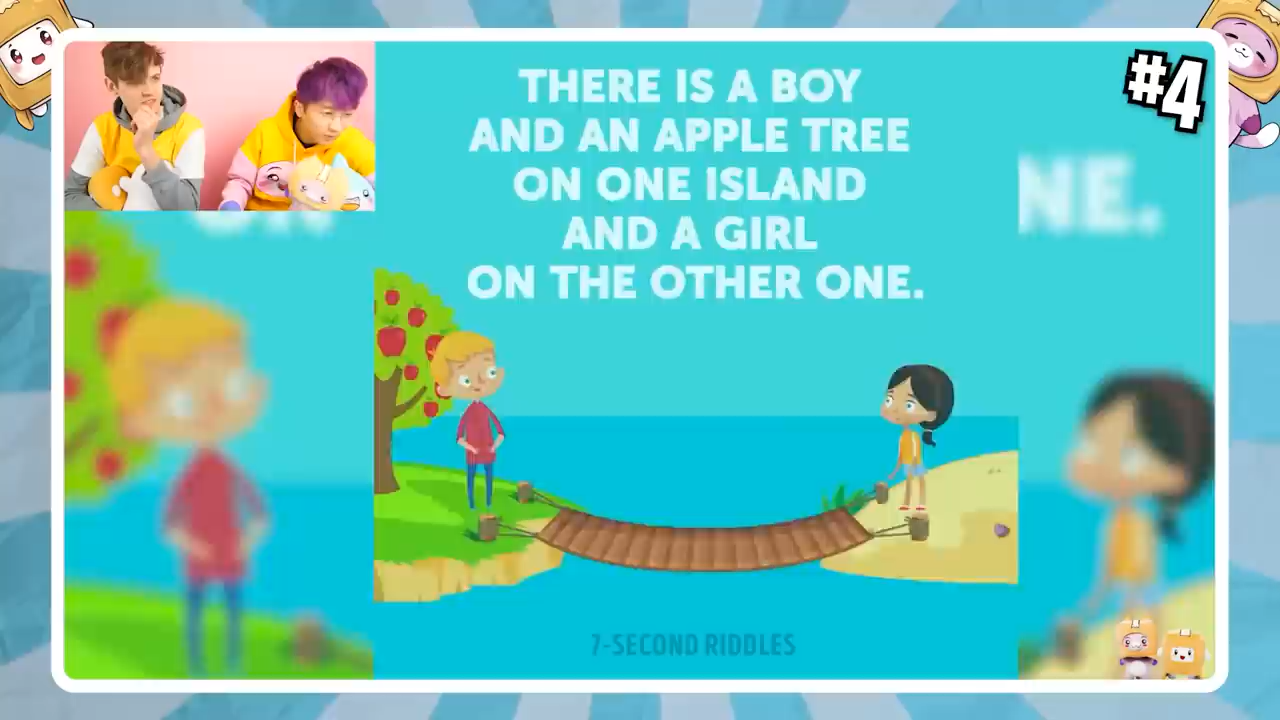 #4
THERE IS A BOY
AND AN APPLE TREE
ON ONE ISLAND
AND A GIRL
ON THE OTHER ONE.
NE.
7-SECOND RIDDLES